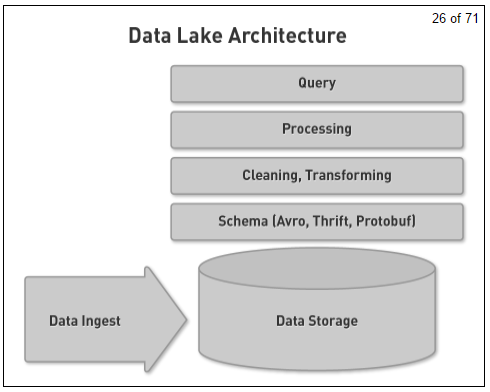 26 of 71
Data Lake Architecture
Query
Processing
Cleaning, Transforming
Schema (Avro, Thrift, Protobuf)
Data Ingest
Data Storage